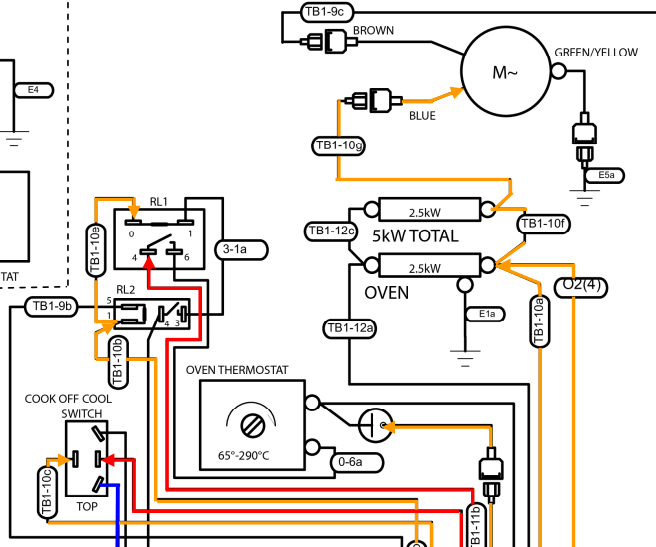 TB1-9c
BROWN
GREEN/YELLOW
M~
E4
BLUE
TB1-10g
E5a
RL1
2.5kW
0
1
TB1-10f
TB1-12c
5kW TOTAL
TB1-10a
3-1a
4
6
2.5kW
TAT
RL2
OVEN
O2(4)
TB1-9b
5
1
4
3
E1a
TB1-12a
TB1-10a
TB1-10b
OVEN THERMOSTAT
COOK OFF COOL
SWITCH
65°-290°C
0-6a
TB1-10c
TOP
TB1-11b